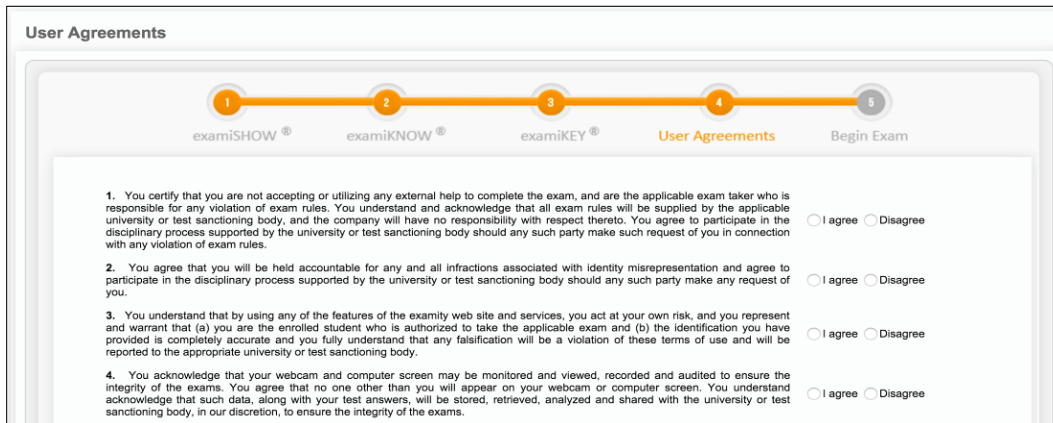 User Agreements
1 2 3 4 5
examiSHOW ® examiKNOW ® examiKEY ® User Agreements Begin Exam
1. You certify that you are not accepting or utilizing any external help to complete the exam, and are the applicable exam taker who is
responsible for any violation of exam rules. You understand and acknowledge that all exam rules will be supplied by the applicable
university or test sanctioning body, and the company will have no responsibility with respect thereto. You agree to participate in the
disciplinary process supported by the university or test sanctioning body should any such party make such request of you in connection
with any violation of exam rules.
I agree Disagree
2. You agree that you will be held accountable for any and all infractions associated with identity misrepresentation and agree to
participate in the disciplinary process supported by the university or test sanctioning body should any such party make any request of
you.
I agree Disagree
3. You understand that by using any of the features of the examity web site and services, you act at your own risk, and you represent
and warrant that (a) you are the enrolled student who is authorized to take the applicable exam and (b) the identification you have
provided is completely accurate and you fully understand that any falsification will be a violation of these terms of use and will be
reported to the appropriate university or test sanctioning body.
I agree Disagree
4. You acknowledge that your webcam and computer screen may be monitored and viewed, recorded and audited to ensure the
integrity of the exams. You agree that no one other than you will appear on your webcam or computer screen. You understand
acknowledge that such data, along with your test answers, will be stored, retrieved, analyzed and shared with the university or test
sanctioning body, in our discretion, to ensure the integrity of the exams.
I agree Disagree